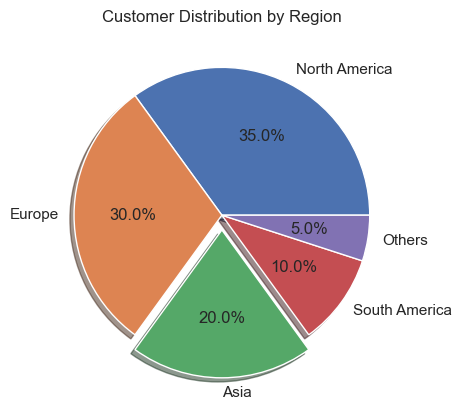 Customer Distribution by Region
North America
35.0%
Europe
30.0%
5.0%
Others
10.0%
South America
20.0%
Asia